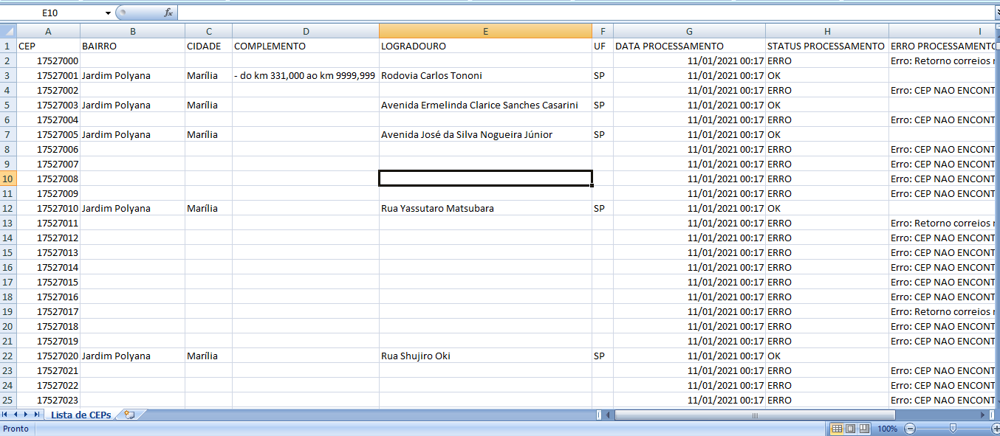 E10 fx
A B C D E F G H I
1 CEP BAIRRO CIDADE COMPLEMENTO LOGRADOURO UF DATA PROCESSAMENTO STATUS PROCESSAMENTO ERRO PROCESSAMENTO
2 17527000 11/01/2021 00:17 ERRO Erro: Retorno correios
3 17527001 Jardim Polyana Marília - do km 331,000 ao km 9999,999 Rodovia Carlos Tononi SP 11/01/2021 00:17 OK
4 17527002 11/01/2021 00:17 ERRO Erro: CEP NAO ENCONT
5 17527003 Jardim Polyana Marília Avenida Ermelinda Clarice Sanches Casarini SP 11/01/2021 00:17 OK
6 17527004 11/01/2021 00:17 ERRO Erro: CEP NAO ENCONT
7 17527005 Jardim Polyana Marília Avenida José da Silva Nogueira Júnior SP 11/01/2021 00:17 OK
8 17527006 11/01/2021 00:17 ERRO Erro: CEP NAO ENCONT
9 17527007 11/01/2021 00:17 ERRO Erro: CEP NAO ENCONT
10 17527008 11/01/2021 00:17 ERRO Erro: CEP NAO ENCONT
11 17527009 11/01/2021 00:17 ERRO Erro: CEP NAO ENCONT
12 17527010 Jardim Polyana Marília Rua Yassutaro Matsubara SP 11/01/2021 00:17 OK
13 17527011 11/01/2021 00:17 ERRO Erro: Retorno correios
14 17527012 11/01/2021 00:17 ERRO Erro: CEP NAO ENCONT
15 17527013 11/01/2021 00:17 ERRO Erro: CEP NAO ENCONT
16 17527014 11/01/2021 00:17 ERRO Erro: CEP NAO ENCONT
17 17527015 11/01/2021 00:17 ERRO Erro: CEP NAO ENCONT
18 17527016 11/01/2021 00:17 ERRO Erro: CEP NAO ENCONT
19 17527017 11/01/2021 00:17 ERRO Erro: Retorno correios
20 17527018 11/01/2021 00:17 ERRO Erro: CEP NAO ENCONT
21 17527019 11/01/2021 00:17 ERRO Erro: CEP NAO ENCONT
22 17527020 Jardim Polyana Marília Rua Shujiro Oki SP 11/01/2021 00:17 OK
23 17527021 11/01/2021 00:17 ERRO Erro: CEP NAO ENCONT
24 17527022 11/01/2021 00:17 ERRO Erro: CEP NAO ENCONT
25 17527023 11/01/2021 00:17 ERRO Erro: CEP NAO ENCONT
Lista de CEPs
Pronto 100%